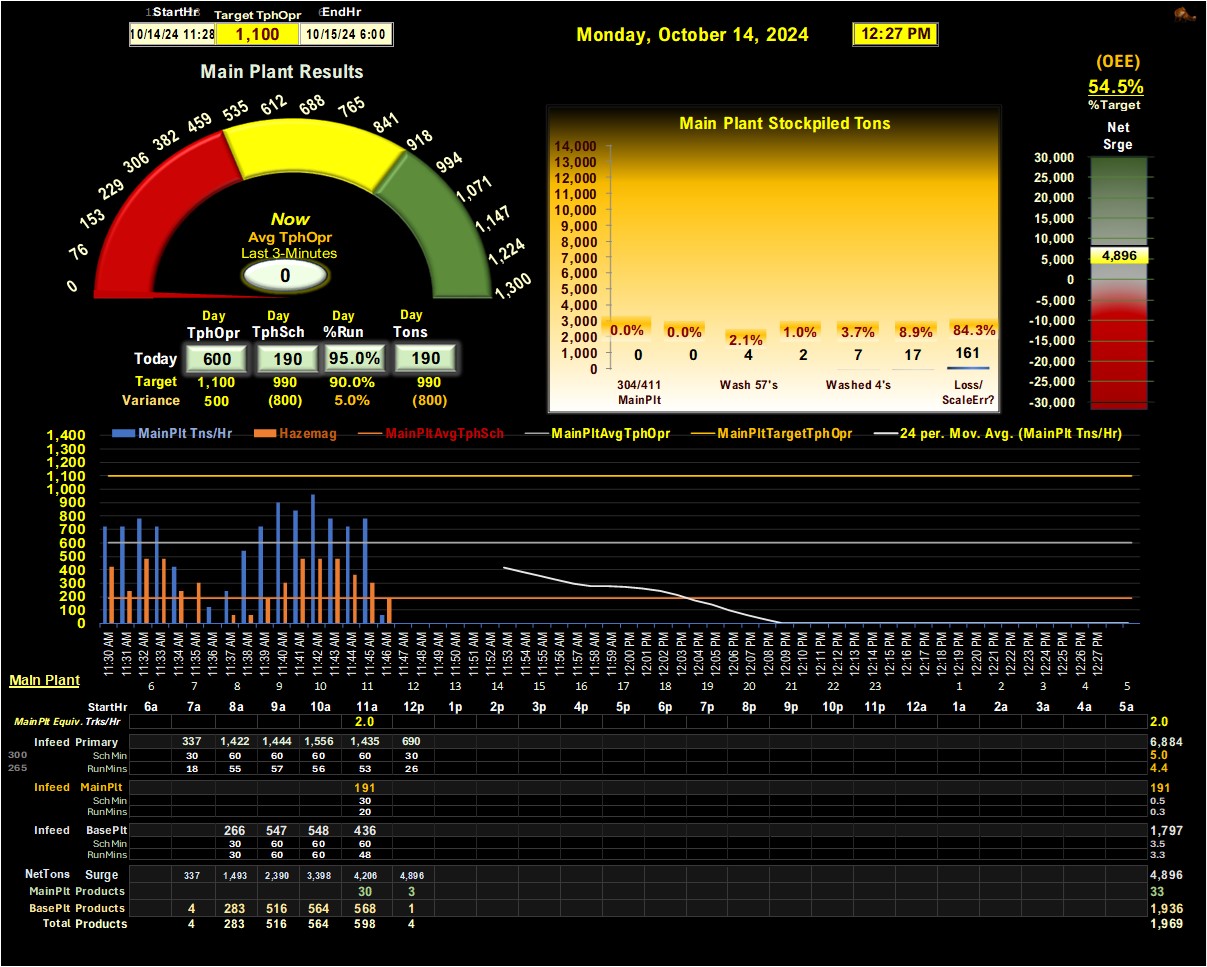 StartHr Target TphOpr EndHr
10/14/24 11:28 1,100 10/15/24 6:00
Monday, October 14, 2024 12:27 PM
(OEE)
54.5%
%Target
Main Plant Results
535 612 688 765
459 841
382 918
306 994
229 1,071
153 1,147
76 1,224
0 1,300
Now
Avg TphOpr
Last 3-Minutes
0
Day Day Day Day
TphOpr TphSch %Run Tons
Today 600 190 95.0% 190
Target 1,100 990 90.0% 990
Variance 500 (800) 5.0% (800)
Main Plant Stockpiled Tons
14,000
13,000
12,000
11,000
10,000
9,000
8,000
7,000
6,000
5,000
4,000
3,000
2,000
1,000
0
0.0% 0.0% 2.1% 1.0% 3.7% 8.9% 84.3%
0 0 4 2 7 17 161
304/411 Wash 57's Washed 4's Loss/
MainPlt ScaleErr?
Net
Srge
30,000
25,000
20,000
15,000
10,000
5,000
0
-5,000
-10,000
-15,000
-20,000
-25,000
-30,000
4,896
MainPlt Tns/Hr Hazemag MainPltAvgTphSch MainPltAvgTphOpr MainPltTargetTphOpr 24 per. Mov. Avg. (MainPlt Tns/Hr)
1,400
1,300
1,200
1,100
1,000
900
800
700
600
500
400
300
200
100
0
11:30 AM 11:31 AM 11:32 AM 11:33 AM 11:34 AM 11:35 AM 11:36 AM 11:37 AM 11:38 AM 11:39 AM 11:40 AM 11:41 AM 11:42 AM 11:43 AM 11:44 AM 11:45 AM 11:46 AM 11:47 AM 11:48 AM 11:49 AM 11:50 AM 11:51 AM 11:52 AM 11:53 AM 11:54 AM 11:55 AM 11:56 AM 11:57 AM 11:58 AM 11:59 AM 12:00 PM 12:01 PM 12:02 PM 12:03 PM 12:04 PM 12:05 PM 12:06 PM 12:07 PM 12:08 PM 12:09 PM 12:21 PM 12:11 PM 12:22 PM 12:12 PM 12:13 PM 12:14 PM 12:15 PM 12:16 PM 12:17 PM 12:18 PM 12:19 PM 12:20 PM 12:21 PM 12:22 PM 12:23 PM 12:24 PM 12:25 PM 12:26 PM 12:27 PM
Main Plant 6 7 8 9 10 11 12 13 14 15 16 17 18 19 20 21 22 23 1 2 3 4 5
StartHr 6a 7a 8a 9a 10a 11a 12p 1p 2p 3p 4p 5p 6p 7p 8p 9p 10p 11p 12a 1a 2a 3a 4a 5a
MainPlt Equiv. Trks/Hr 2.0 2.0
Infeed Primary 337 1,422 1,444 1,556 1,435 690 6,884
300 SchMin 30 60 60 60 60 30 5.0
265 RunMins 18 55 57 56 53 26 4.4
Infeed MainPlt 191 191
SchMin 30 0.5
RunMins 20 0.3
Infeed BasePlt 266 547 548 436 1,797
SchMin 30 60 60 60 3.5
RunMins 30 60 60 48 3.3
NetTons Surge 337 1,493 2,390 3,398 4,206 4,896 4,896
MainPlt Products 30 3 33
BasePlt Products 4 283 516 564 568 1 1,936
Total Products 4 283 516 564 598 4 1,969